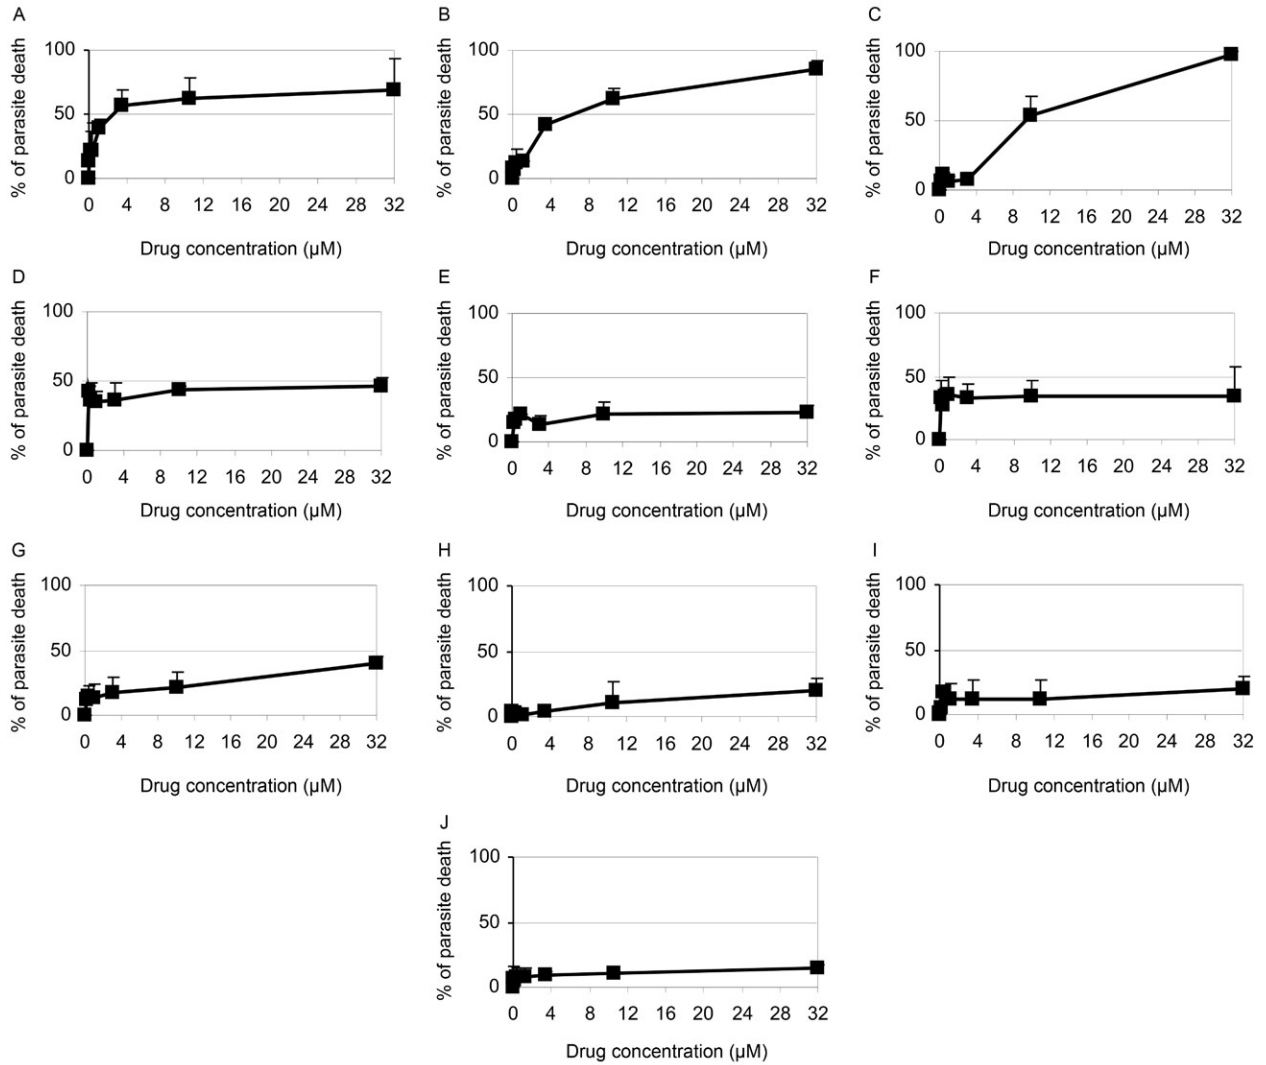 A
B
C
% of parasite death
100
50
0
0 4 8 12 16 20 24 28 32
Drug concentration (µM)
% of parasite death
100
50
0
0 4 8 12 16 20 24 28 32
Drug concentration (µM)
% of parasite death
100
50
0
0 4 8 12 16 20 24 28 32
Drug concentration (µM)
D
E
F
% of parasite death
100
50
0
0 4 8 12 16 20 24 28 32
Drug concentration (µM)
% of parasite death
100
50
0
0 4 8 12 16 20 24 28 32
Drug concentration (µM)
% of parasite death
100
50
0
0 4 8 12 16 20 24 28 32
Drug concentration (µM)
G
H
I
% of parasite death
100
50
0
0 4 8 12 16 20 24 28 32
Drug concentration (µM)
% of parasite death
100
50
0
0 4 8 12 16 20 24 28 32
Drug concentration (µM)
% of parasite death
100
50
0
0 4 8 12 16 20 24 28 32
Drug concentration (µM)
J
% of parasite death
100
50
0
0 4 8 12 16 20 24 28 32
Drug concentration (µM)